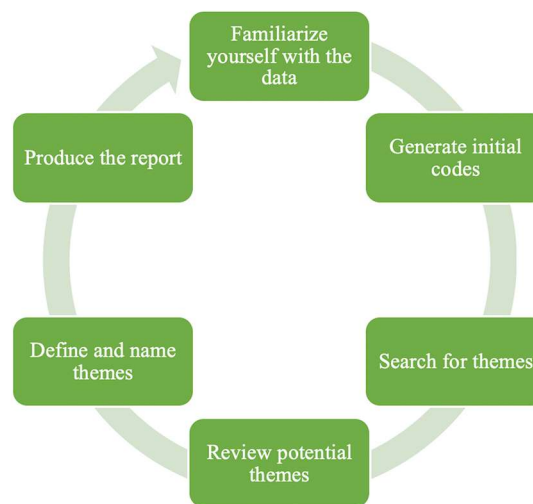 Familiarize
yourself with the
data
Generate initial
codes
Search for themes
Review potential
themes
Define and name
themes
Produce the report